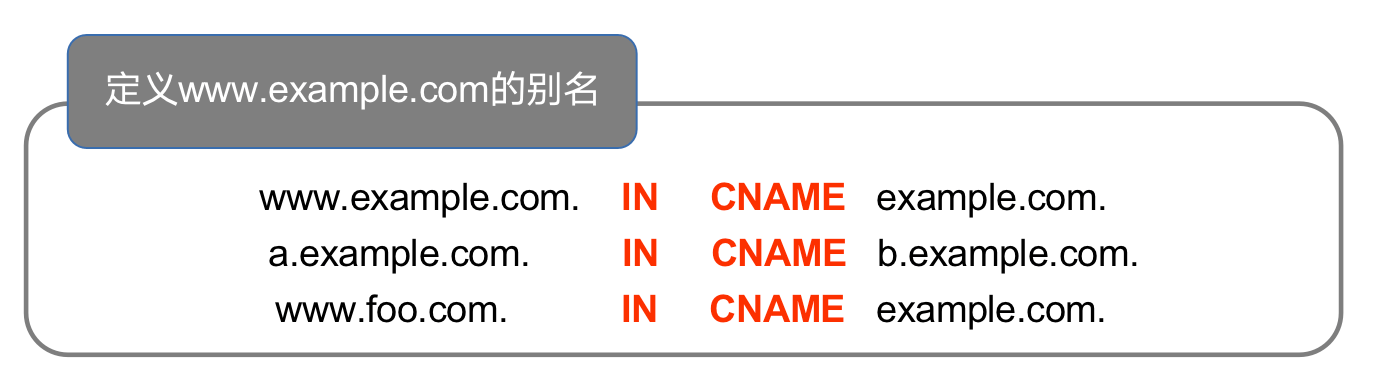 定义www.example.com的别名
www.example.com. IN CNAME example.com.
a.example.com. IN CNAME b.example.com.
www.foo.com. IN CNAME example.com.